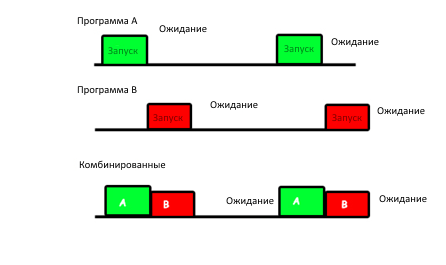 Программа А
Ожидание
Запуск
Запуск
Ожидание
Программа В
Ожидание
Запуск
Запуск
Ожидание
Комбинированные
A
B
Ожидание
A
B
Ожидание